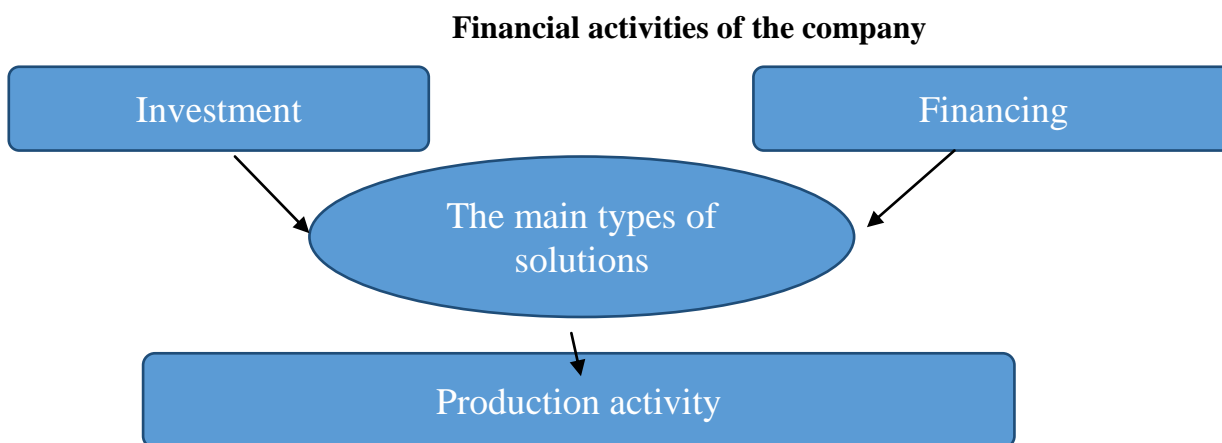 Financial activities of the company
Investment
Financing
The main types of
solutions
Production activity